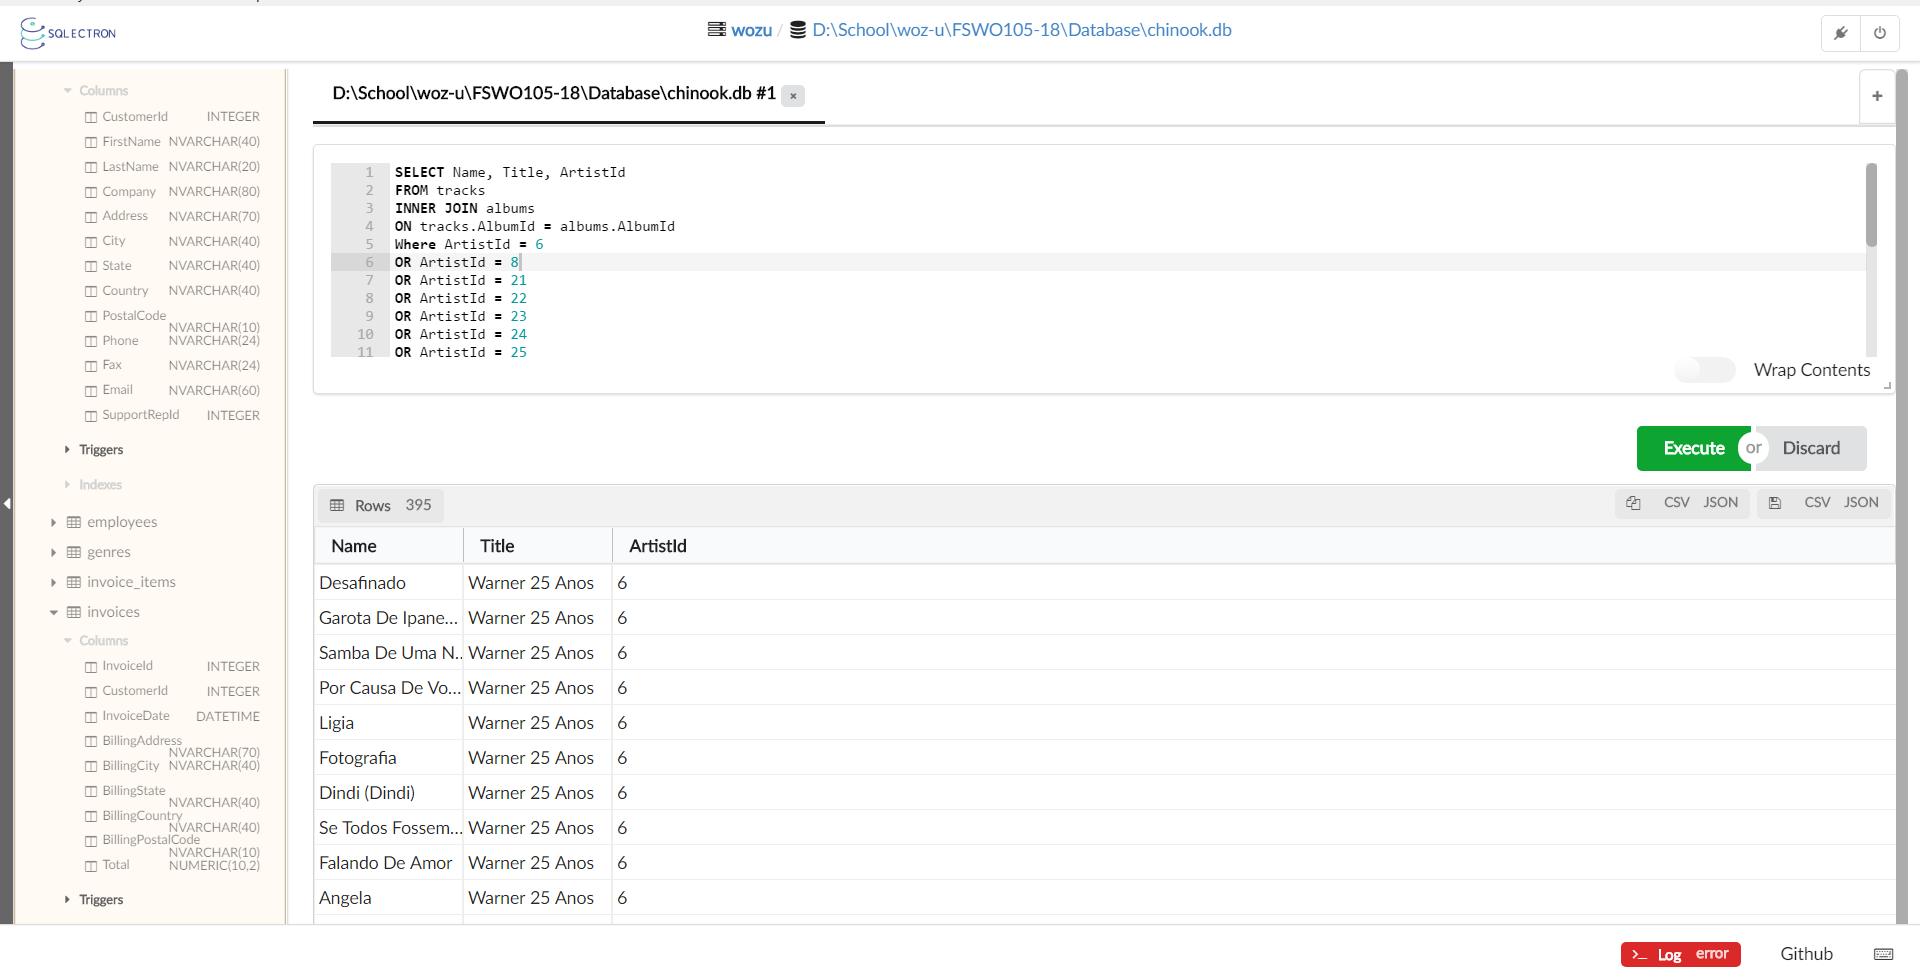 SQLECTRON
wozu / D:\School\woz-u\FSWO105-18\Database\chinook.db
Columns
CustomerId INTEGER
FirstName NVARCHAR(40)
LastName NVARCHAR(20)
Company NVARCHAR(80)
Address NVARCHAR(70)
City NVARCHAR(40)
State NVARCHAR(40)
Country NVARCHAR(40)
PostalCode NVARCHAR(10)
Phone NVARCHAR(24)
Fax NVARCHAR(24)
Email NVARCHAR(60)
SupportRepId INTEGER
Triggers
Indexes
employees
genres
invoice_items
invoices
Columns
InvoiceId INTEGER
CustomerId INTEGER
InvoiceDate DATETIME
BillingAddress NVARCHAR(70)
BillingCity NVARCHAR(40)
BillingState NVARCHAR(40)
BillingCountry NVARCHAR(40)
BillingPostalCode NVARCHAR(10)
Total NUMERIC(10,2)
Triggers
D:\School\woz-u\FSWO105-18\Database\chinook.db #1 ×
+
1 SELECT Name, Title, ArtistId
2 FROM tracks
3 INNER JOIN albums
4 ON tracks.AlbumId = albums.AlbumId
5 Where ArtistId = 6
6 OR ArtistId = 8
7 OR ArtistId = 21
8 OR ArtistId = 22
9 OR ArtistId = 23
10 OR ArtistId = 24
11 OR ArtistId = 25
Wrap Contents
Execute or Discard
Rows 395 CSV JSON CSV JSON
Name Title ArtistId
Desafinado Warner 25 Anos 6
Garota De Ipane... Warner 25 Anos 6
Samba De Uma N.. Warner 25 Anos 6
Por Causa De Vo... Warner 25 Anos 6
Ligia Warner 25 Anos 6
Fotografia Warner 25 Anos 6
Dindi (Dindi) Warner 25 Anos 6
Se Todos Fossem... Warner 25 Anos 6
Falando De Amor Warner 25 Anos 6
Angela Warner 25 Anos 6
>_ Log error Github